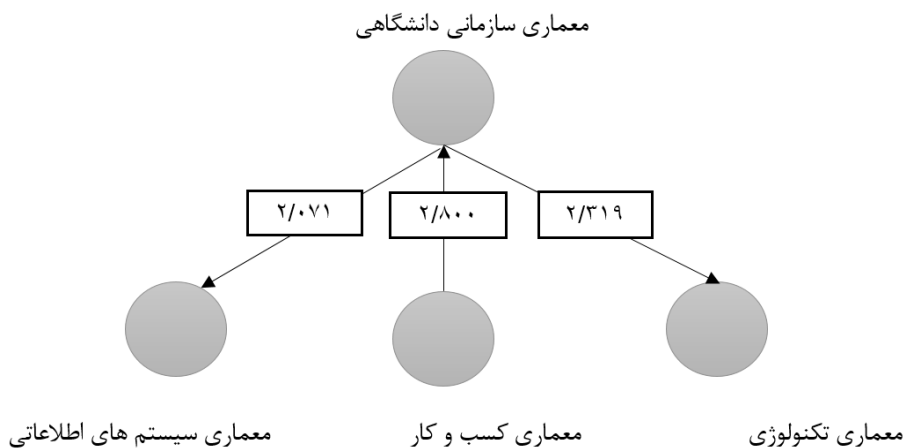 معماری سازمانی دانشگاهی
۲/۳۱۹
۲/۸۰۰
۲/۰۷۱
معماری تکنولوژی
معماری کسب و کار
معماری سیستم های اطلاعاتی